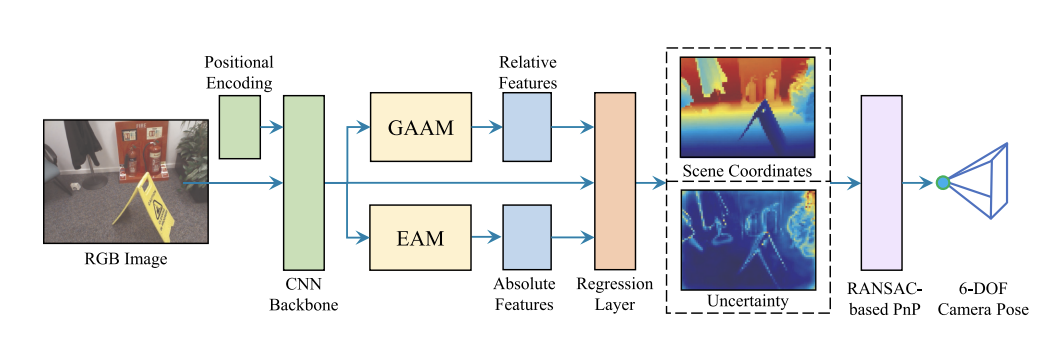 Positional
Encoding
Relative
Features
GAAM
EAM
RGB Image
CNN
Backbone
Absolute
Features
Regression
Layer
Scene Coordinates
Uncertainty
RANSAC-
based PnP
6-DOF
Camera Pose